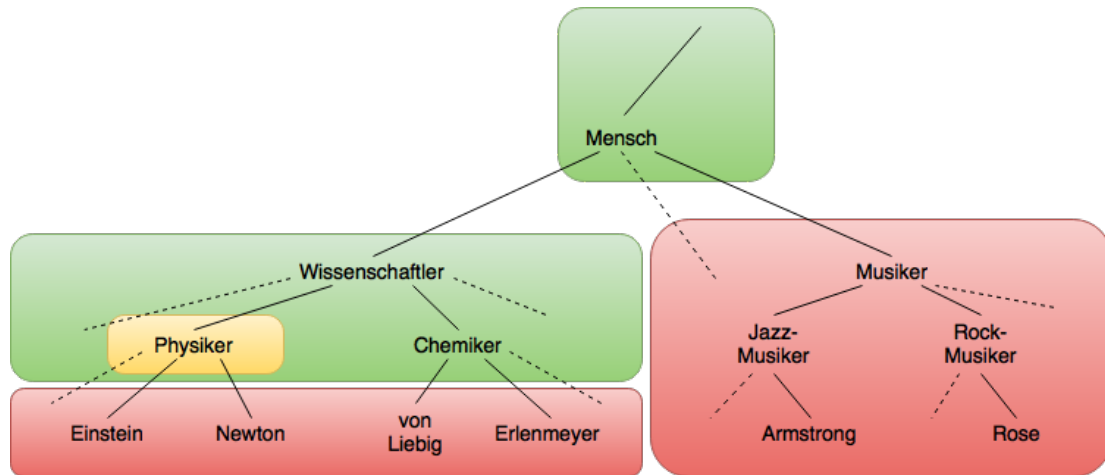 Mensch
Wissenschaftler
Musiker
Physiker
Chemiker
Jazz-
Musiker
Rock-
Musiker
Einstein
Newton
von
Liebig
Erlenmeyer
Armstrong
Rose